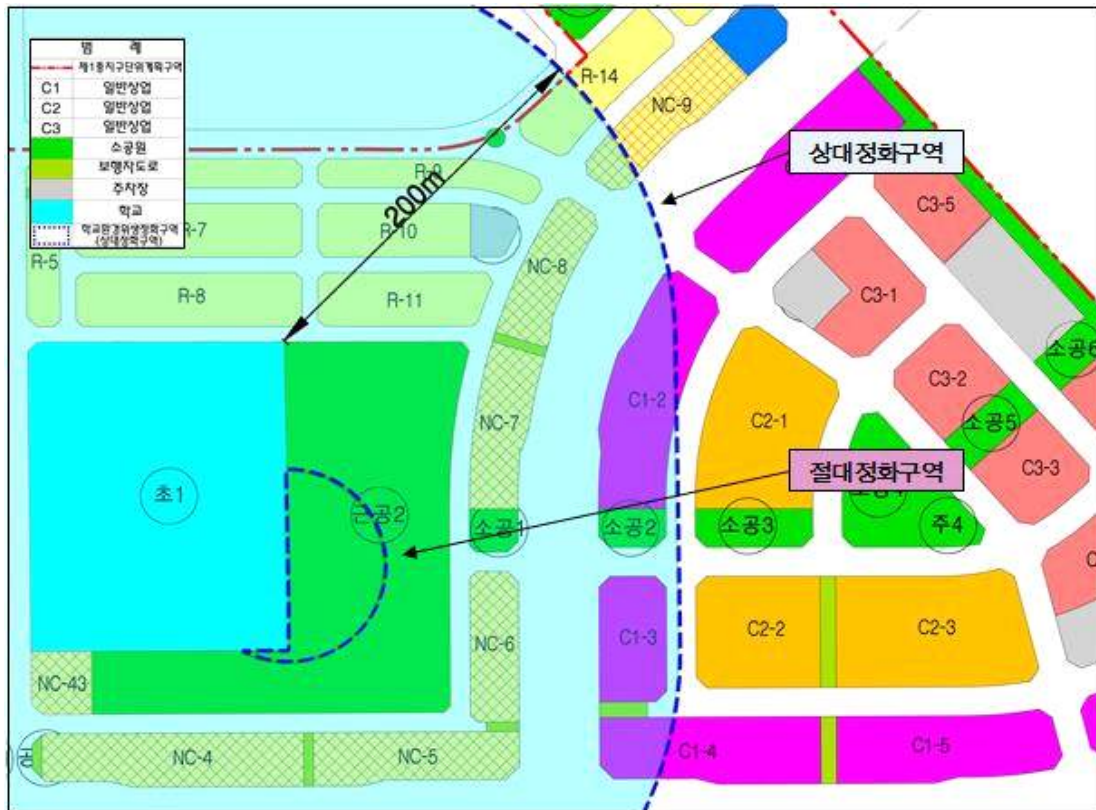 범 례
제1종지구단위계획구역
C1 일반상업
C2 일반상업
C3 일반상업
소공원
보행자도로
주차장
학교
학교환경위생정화구역
(상대정화구역)
R-14
NC-9
상대정화구역
200m
R-9
R-7
R-10
R-5
R-8
R-11
NC-8
C3-5
C3-1
소공6
C3-2
C1-2
C2-1
소공5
NC-7
C3-3
절대정화구역
초1
근공2
소공1
소공2
소공3
주4
C1-3
C2-2
C2-3
NC-6
NC-43
NC-4
NC-5
C1-4
C1-5